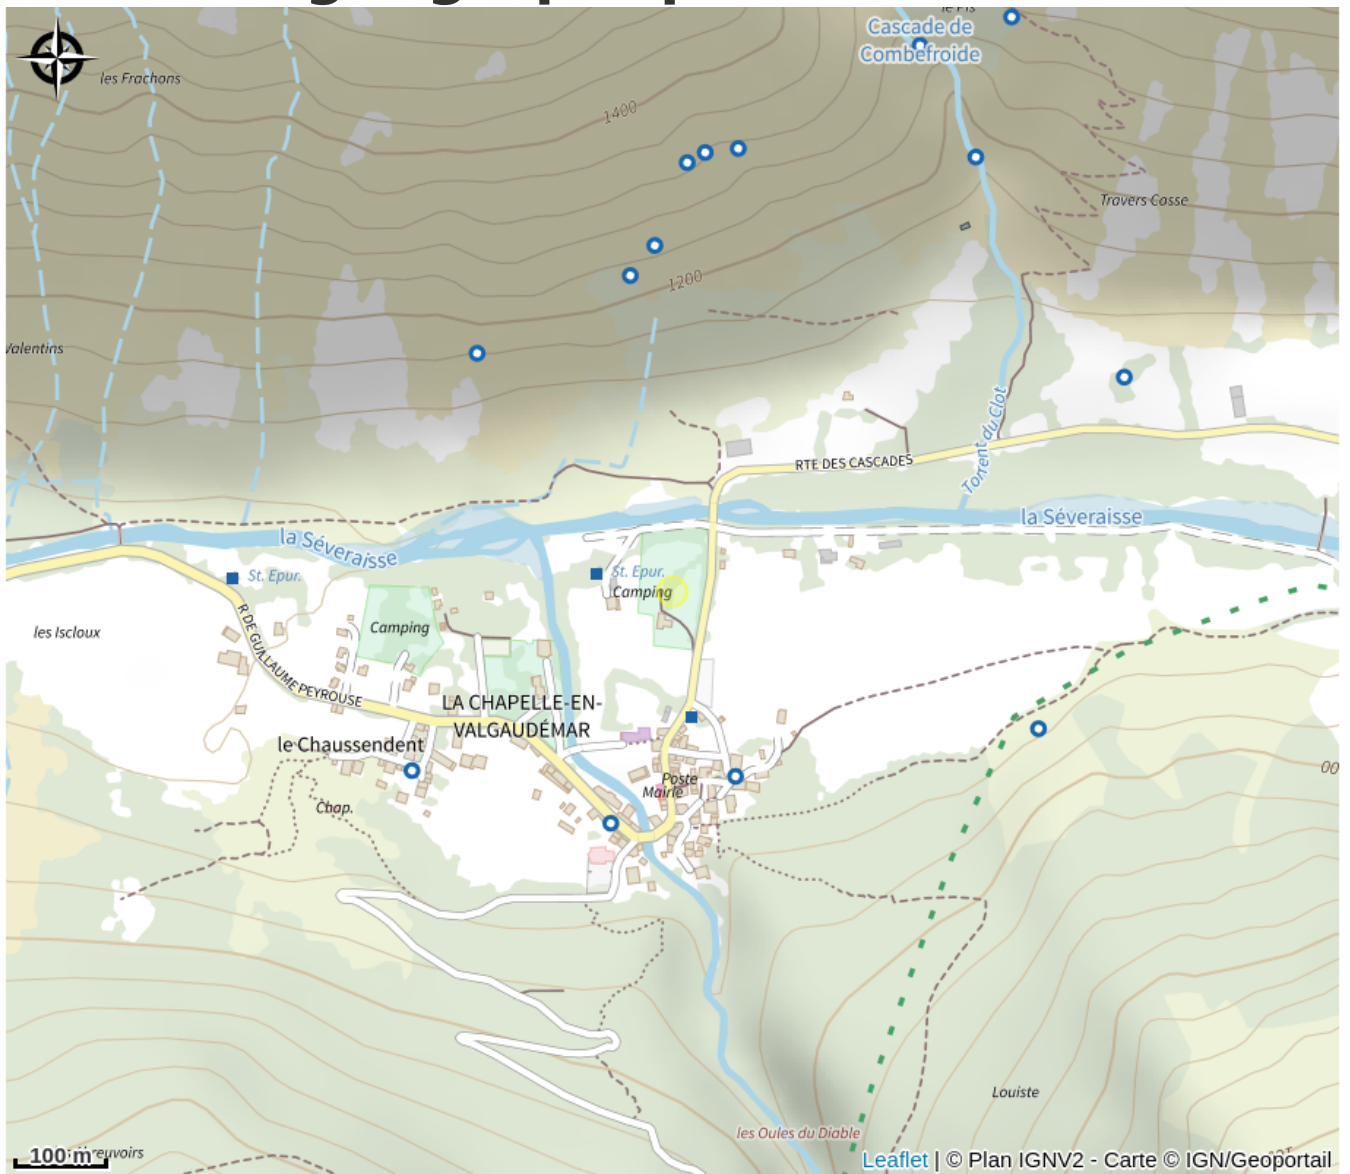 le Pis
Cascade de
Combefroide
les Frachons
1400
Travers Casse
1200
Valentins
Torrent du Clot
RTE DES CASCADES
la Séveraisse
la Séveraisse
St. Epur.
St. Epur.
Camping
les Iscloux
Camping
R DE GUILLAUME PEYROUSE
LA CHAPELLE-EN-
VALGAUDÉMAR
le Chaussendent
Poste
Mairie
Chap.
Louiste
les Oules du Diable
100 m
Leaflet | © Plan IGNV2 - Carte © IGN/Geoportail